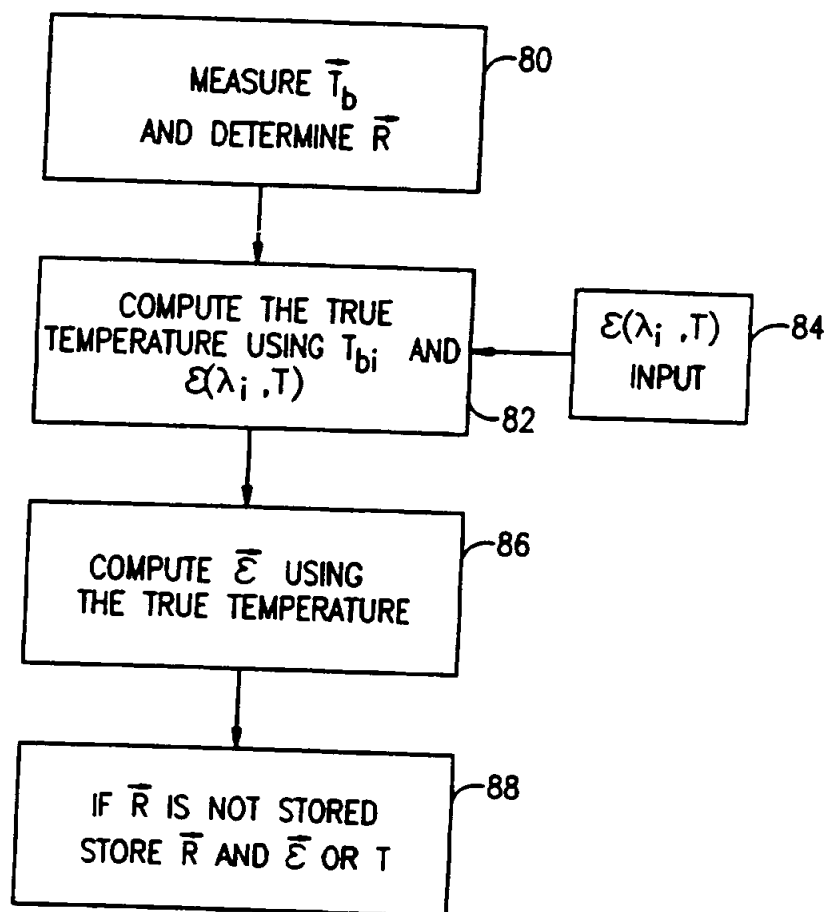 MEASURE T⃗b
AND DETERMINE R⃗
80
COMPUTE THE TRUE
TEMPERATURE USING Tbi AND
ε(λi ,T)
82
ε(λi ,T)
INPUT
84
COMPUTE ε⃗ USING
THE TRUE TEMPERATURE
86
IF R⃗ IS NOT STORED
STORE R⃗ AND ε⃗ OR T
88